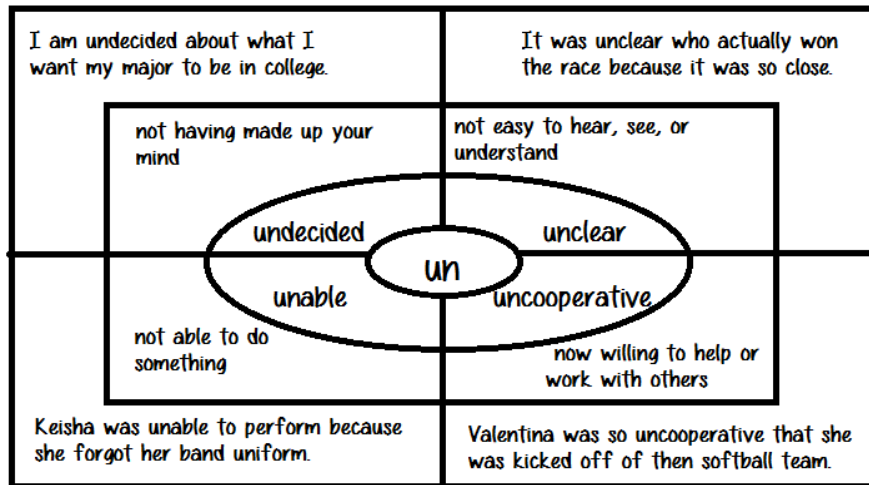 I am undecided about what I
want my major to be in college.
It was unclear who actually won
the race because it was so close.
not having made up your
mind
not easy to hear, see, or
understand
undecided
unclear
un
unable
uncooperative
not able to do
something
now willing to help or
work with others
Keisha was unable to perform because
she forgot her band uniform.
Valentina was so uncooperative that she
was kicked off of then softball team.